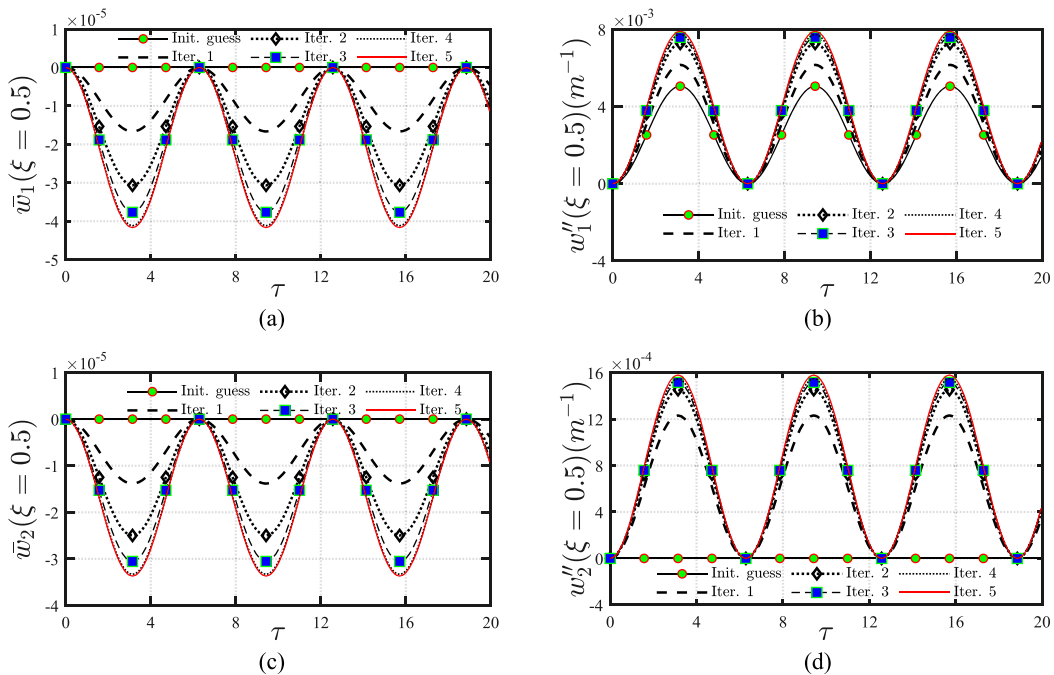 ×10⁻⁵
1
0
-1
-2
-3
-4
-5
Init. guess Iter. 2 Iter. 4
Iter. 1 Iter. 3 Iter. 5
w̄₁(ξ = 0.5)
0 4 8 12 16 20
τ
(a)
×10⁻³
8
4
0
-4
Init. guess Iter. 2 Iter. 4
Iter. 1 Iter. 3 Iter. 5
w₁″(ξ = 0.5)(m⁻¹)
0 4 8 12 16 20
τ
(b)
×10⁻⁵
1
0
-1
-2
-3
-4
Init. guess Iter. 2 Iter. 4
Iter. 1 Iter. 3 Iter. 5
w̄₂(ξ = 0.5)
0 4 8 12 16 20
τ
(c)
×10⁻⁴
16
12
8
4
0
-4
Init. guess Iter. 2 Iter. 4
Iter. 1 Iter. 3 Iter. 5
w₂″(ξ = 0.5)(m⁻¹)
0 4 8 12 16 20
τ
(d)